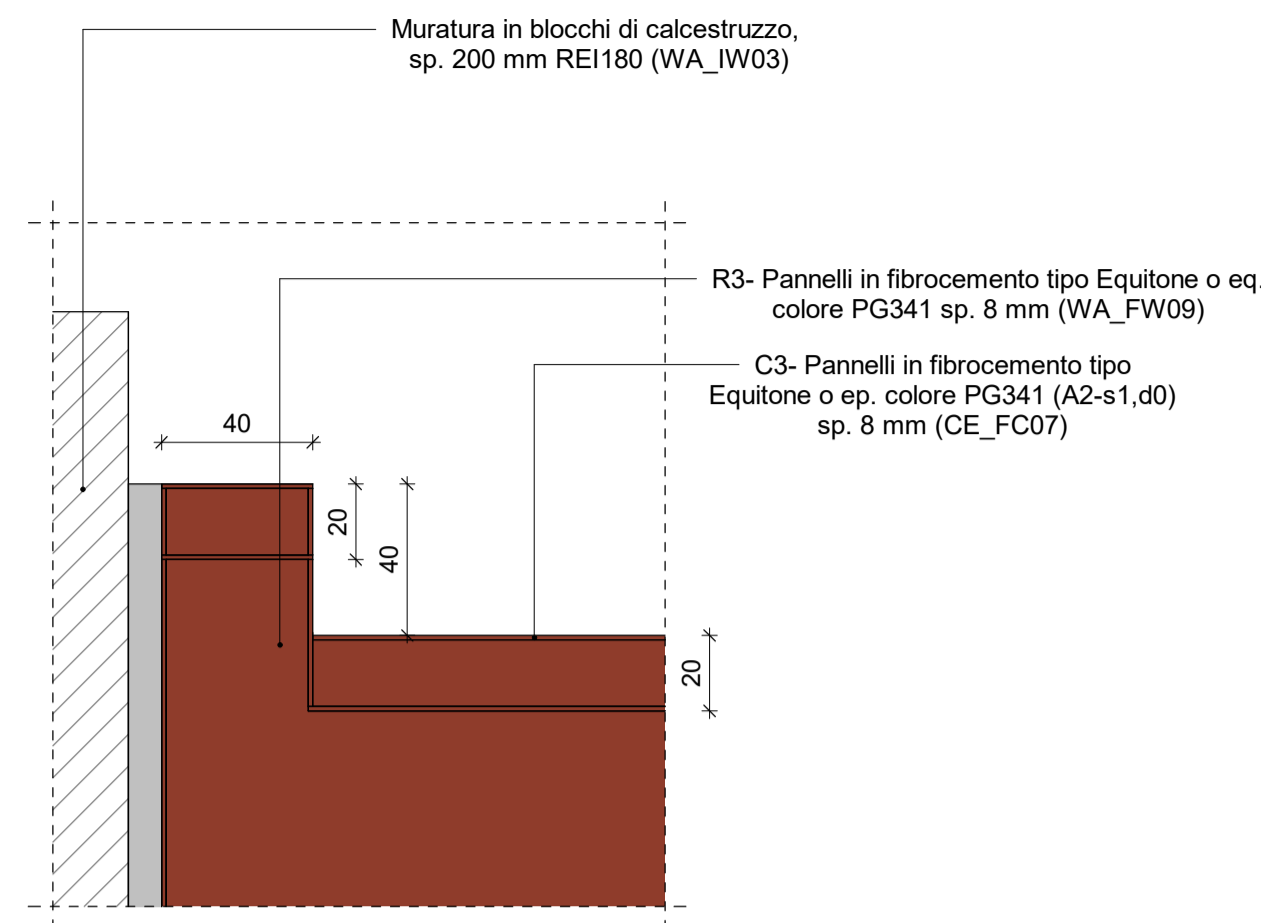 Muratura in blocchi di calcestruzzo,
sp. 200 mm REI180 (WA_IW03)
R3- Pannelli in fibrocemento tipo Equitone o eq.
colore PG341 sp. 8 mm (WA_FW09)
C3- Pannelli in fibrocemento tipo
Equitone o ep. colore PG341 (A2-s1,d0)
sp. 8 mm (CE_FC07)
40
20
40
20